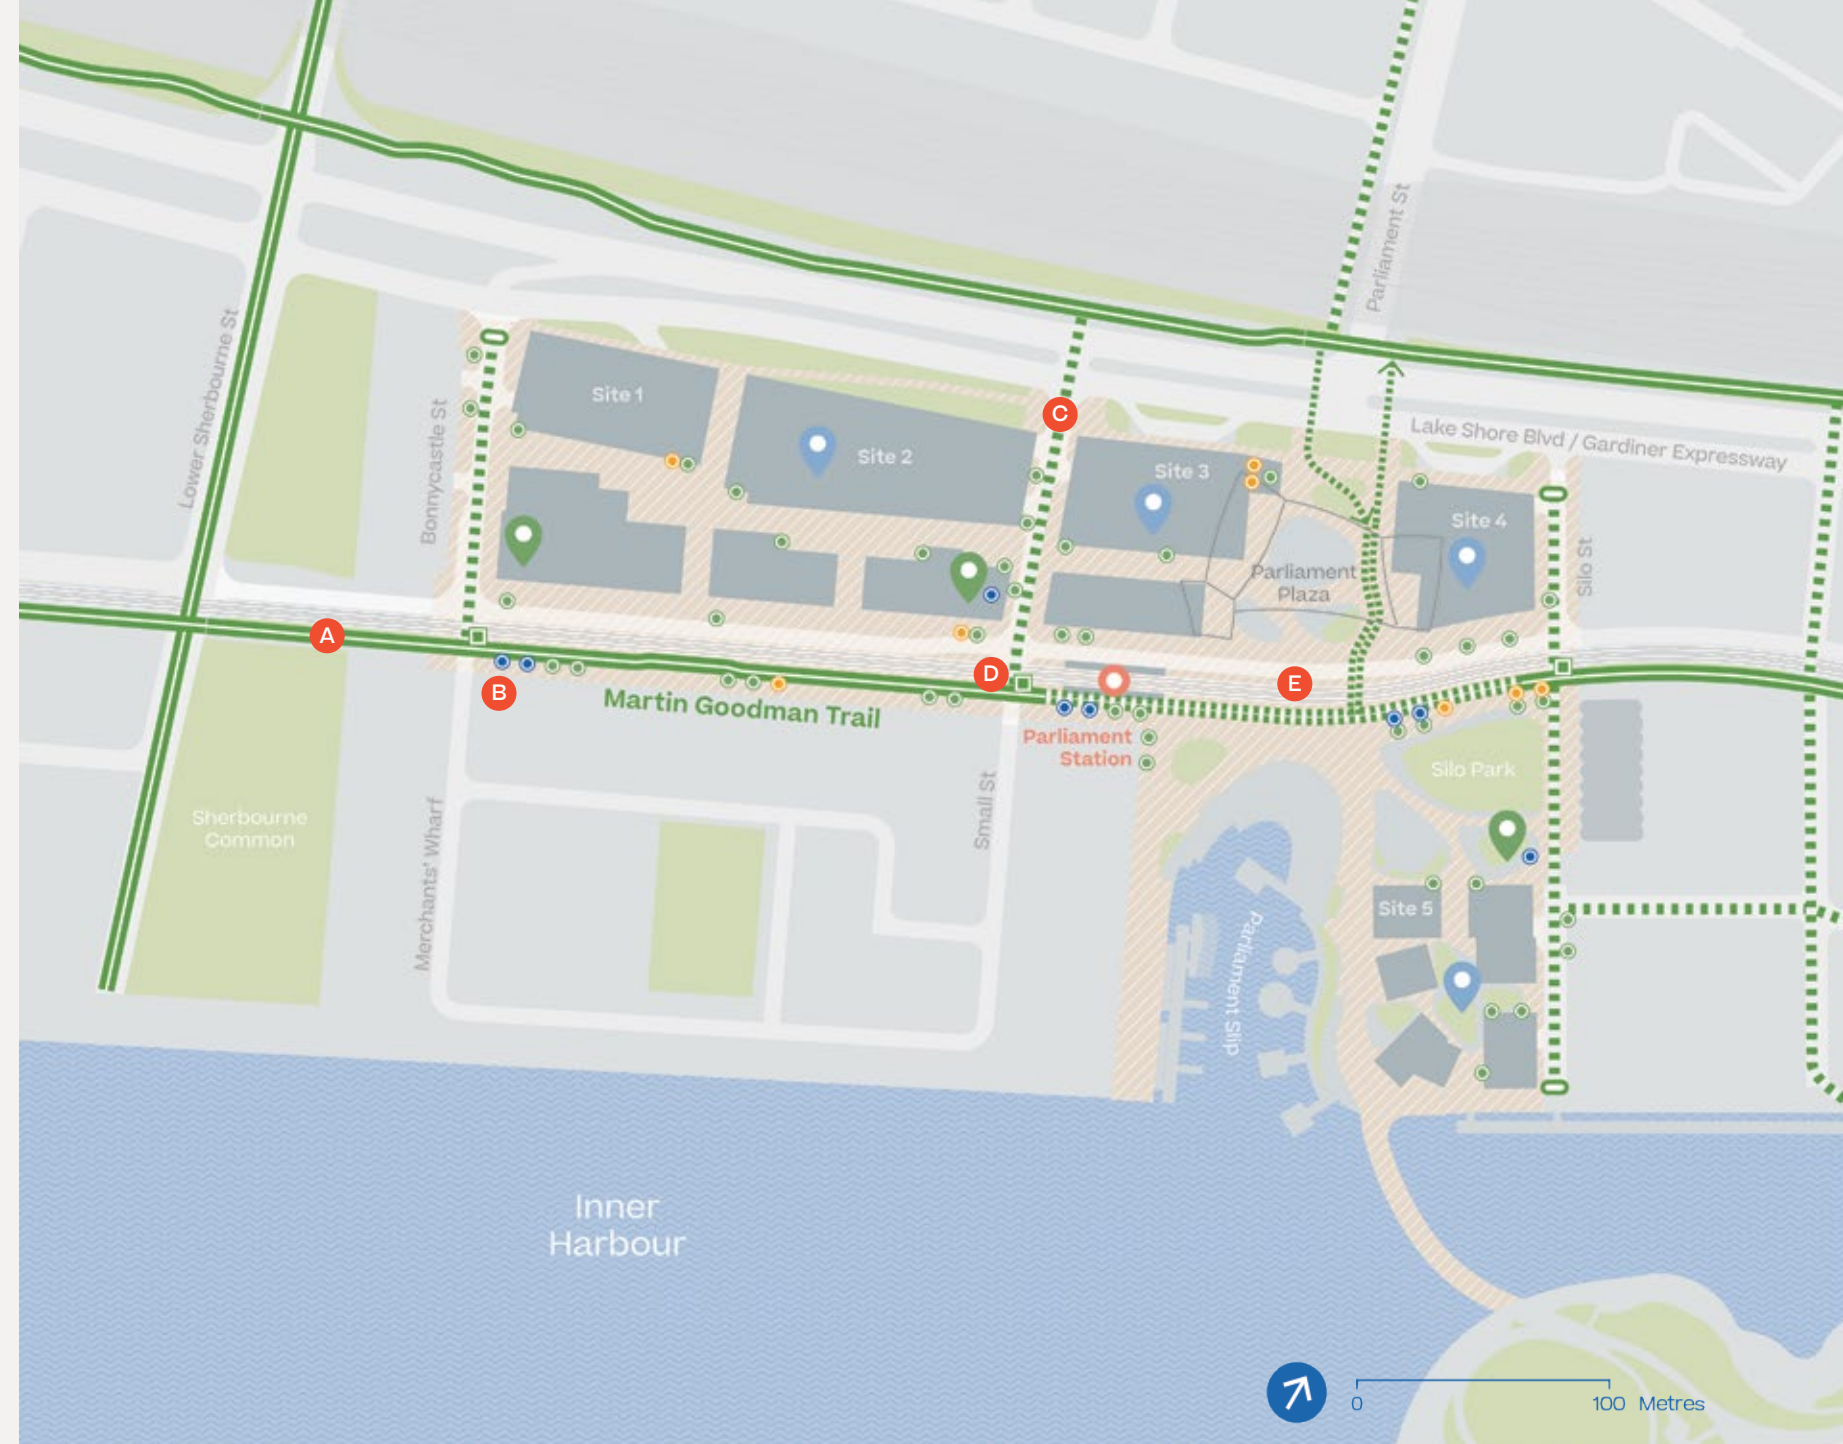 Parliament St
Lower Sherbourne St
Bonnycastle St
Site 1
Site 2
C
Site 3
Lake Shore Blvd / Gardiner Expressway
Site 4
Silo St
Parliament
Plaza
A
B
D
E
Martin Goodman Trail
Parliament
Station
Silo Park
Sherbourne
Common
Merchants' Wharf
Small St
Site 5
Parliament Slip
Inner
Harbour
0
100 Metres